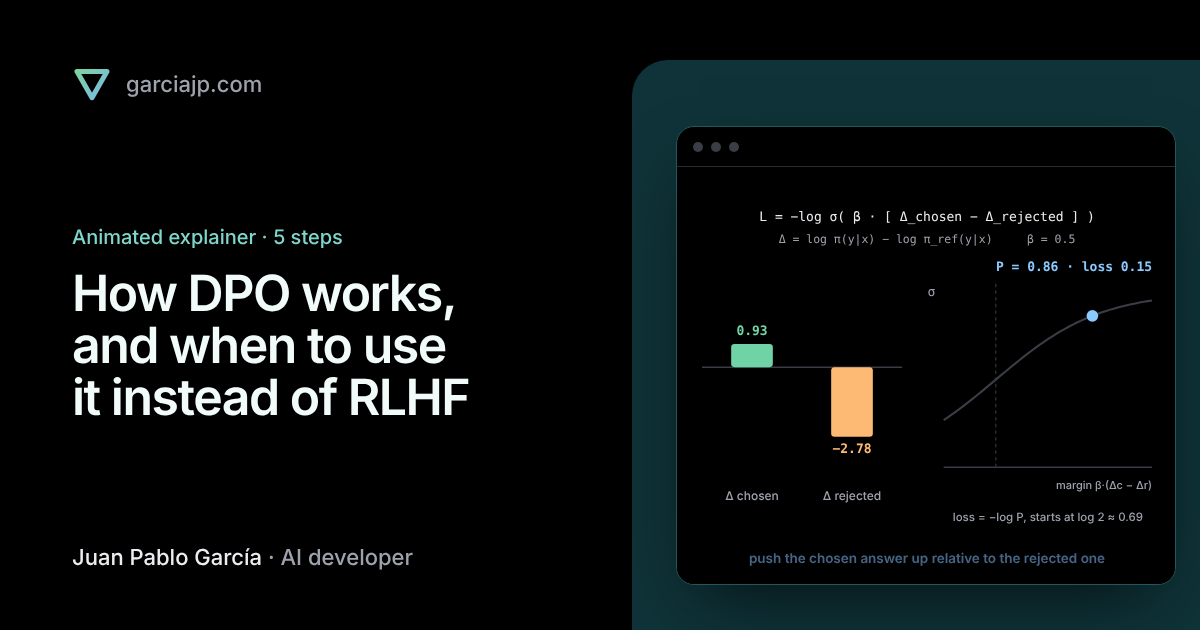 garciajp.com
Animated explainer · 5 steps
How DPO works,
and when to use
it instead of RLHF
Juan Pablo García · AI developer
L = −log σ( β · [ Δ_chosen − Δ_rejected ] )
Δ = log π(y|x) − log π_ref(y|x) β = 0.5
P = 0.86 · loss 0.15
σ
0.93
−2.78
Δ chosen
Δ rejected
margin β·(Δc − Δr)
loss = −log P, starts at log 2 ≈ 0.69
push the chosen answer up relative to the rejected one